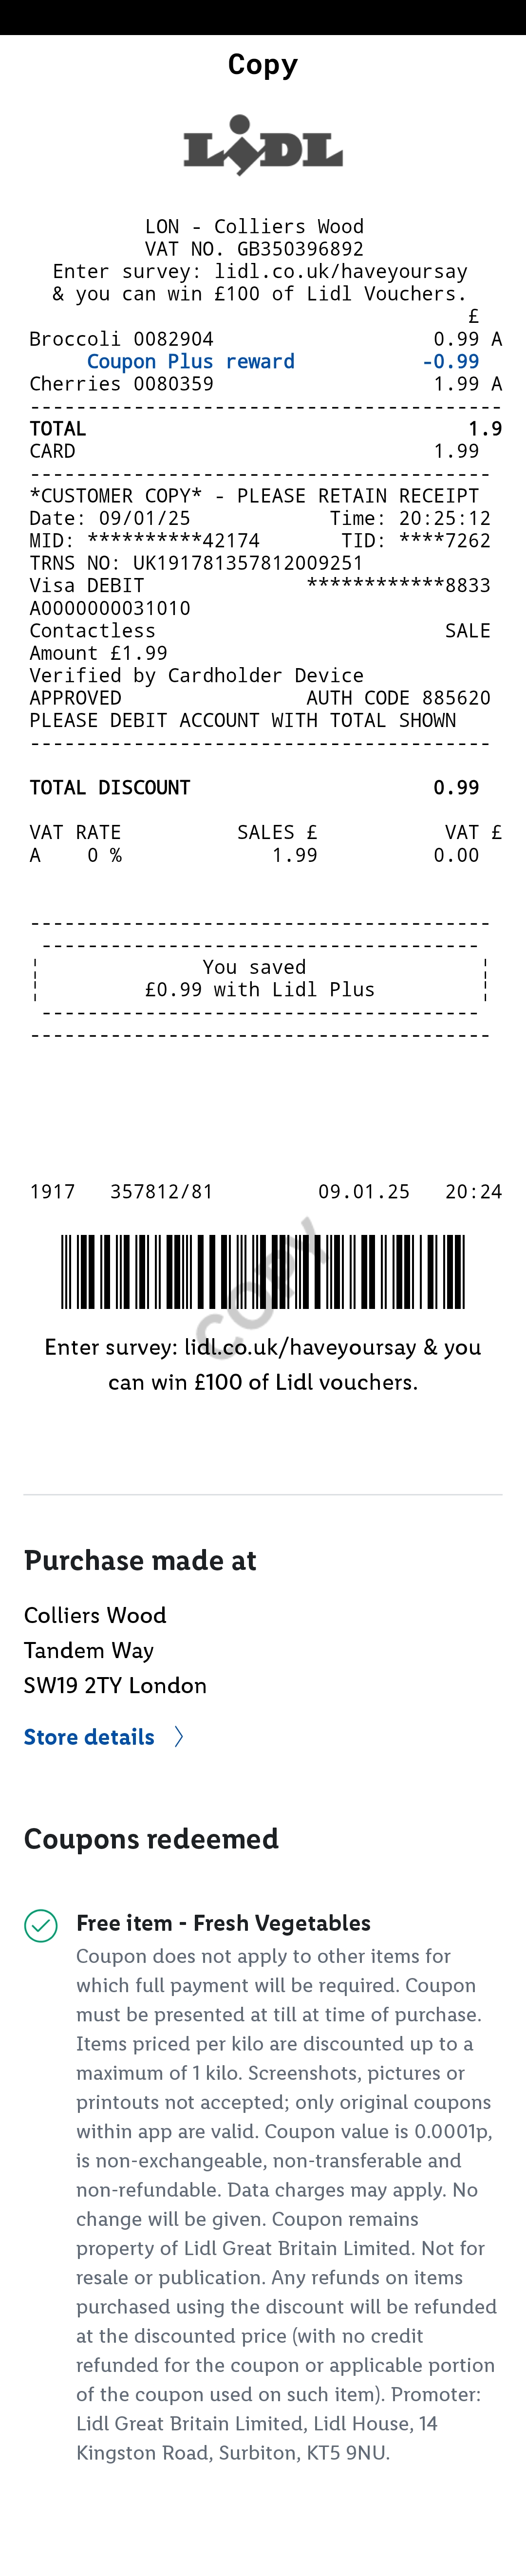 Copy
LIDL
LON - Colliers Wood
VAT NO. GB350396892
Enter survey: lidl.co.uk/haveyoursay
& you can win £100 of Lidl Vouchers.
£
Broccoli 0082904 0.99 A
Coupon Plus reward -0.99
Cherries 0080359 1.99 A
-----------------------------------------
TOTAL 1.9
CARD 1.99
----------------------------------------
*CUSTOMER COPY* - PLEASE RETAIN RECEIPT
Date: 09/01/25 Time: 20:25:12
MID: **********42174 TID: ****7262
TRNS NO: UK191781357812009251
Visa DEBIT ************8833
A0000000031010
Contactless SALE
Amount £1.99
Verified by Cardholder Device
APPROVED AUTH CODE 885620
PLEASE DEBIT ACCOUNT WITH TOTAL SHOWN
----------------------------------------
TOTAL DISCOUNT 0.99
VAT RATE SALES £ VAT £
A 0 % 1.99 0.00
----------------------------------------
--------------------------------------
¦ You saved ¦
¦ £0.99 with Lidl Plus ¦
--------------------------------------
----------------------------------------
1917 357812/81 09.01.25 20:24
COPY
Enter survey: lidl.co.uk/haveyoursay & you
can win £100 of Lidl vouchers.
Purchase made at
Colliers Wood
Tandem Way
SW19 2TY London
Store details
Coupons redeemed
Free item - Fresh Vegetables
Coupon does not apply to other items for
which full payment will be required. Coupon
must be presented at till at time of purchase.
Items priced per kilo are discounted up to a
maximum of 1 kilo. Screenshots, pictures or
printouts not accepted; only original coupons
within app are valid. Coupon value is 0.0001p,
is non-exchangeable, non-transferable and
non-refundable. Data charges may apply. No
change will be given. Coupon remains
property of Lidl Great Britain Limited. Not for
resale or publication. Any refunds on items
purchased using the discount will be refunded
at the discounted price (with no credit
refunded for the coupon or applicable portion
of the coupon used on such item). Promoter:
Lidl Great Britain Limited, Lidl House, 14
Kingston Road, Surbiton, KT5 9NU.